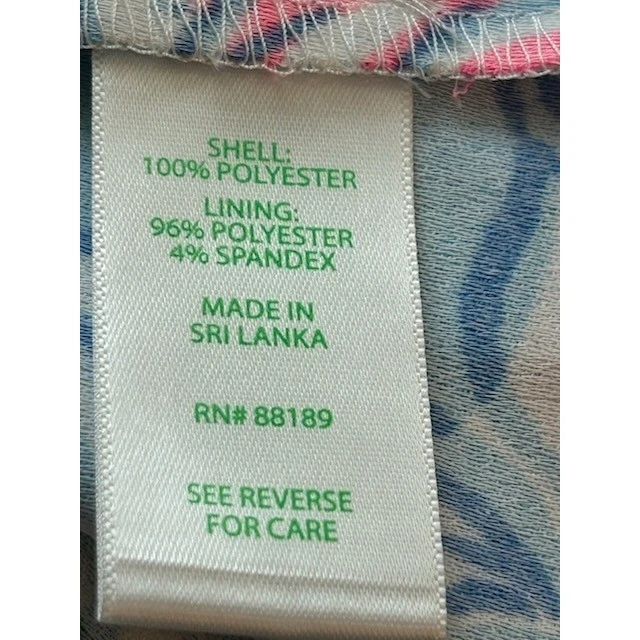 SHELL:
100% POLYESTER
LINING:
96% POLYESTER
4% SPANDEX
MADE IN
SRI LANKA
RN# 88189
SEE REVERSE
FOR CARE